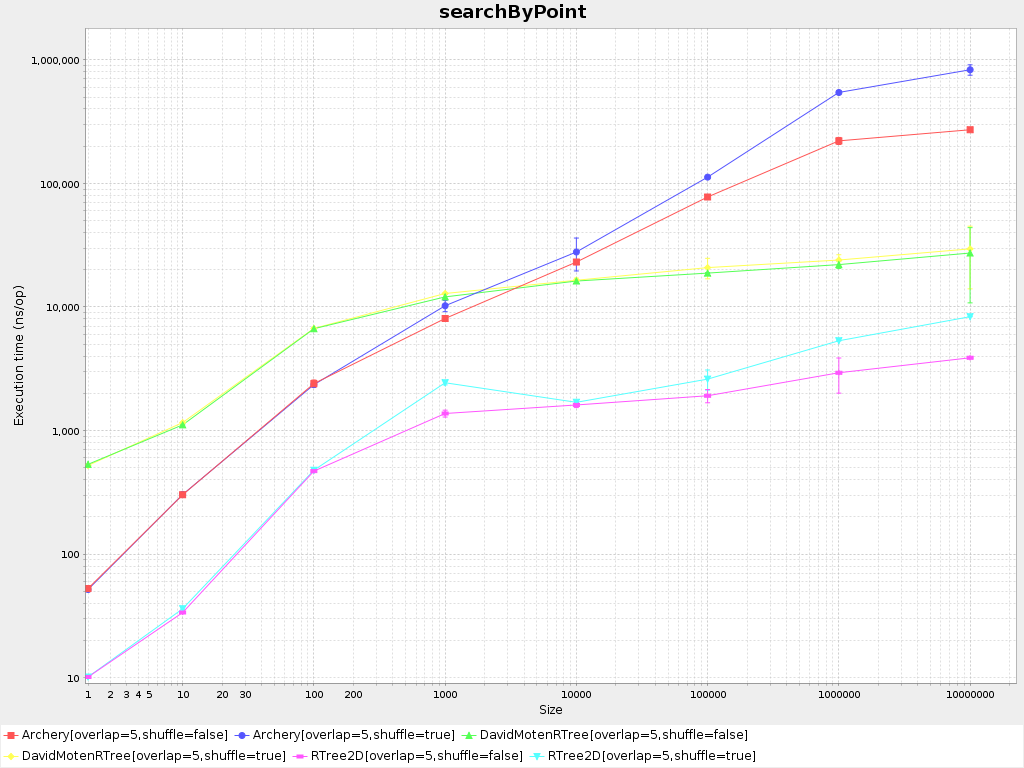 searchByPoint
1,000,000
100,000
10,000
1,000
100
10
Execution time (ns/op)
1 2 3 4 5 10 20 30 100 200 1000 10000 100000 1000000 10000000
Size
Archery[overlap=5,shuffle=false] Archery[overlap=5,shuffle=true] DavidMotenRTree[overlap=5,shuffle=false]
DavidMotenRTree[overlap=5,shuffle=true] RTree2D[overlap=5,shuffle=false] RTree2D[overlap=5,shuffle=true]